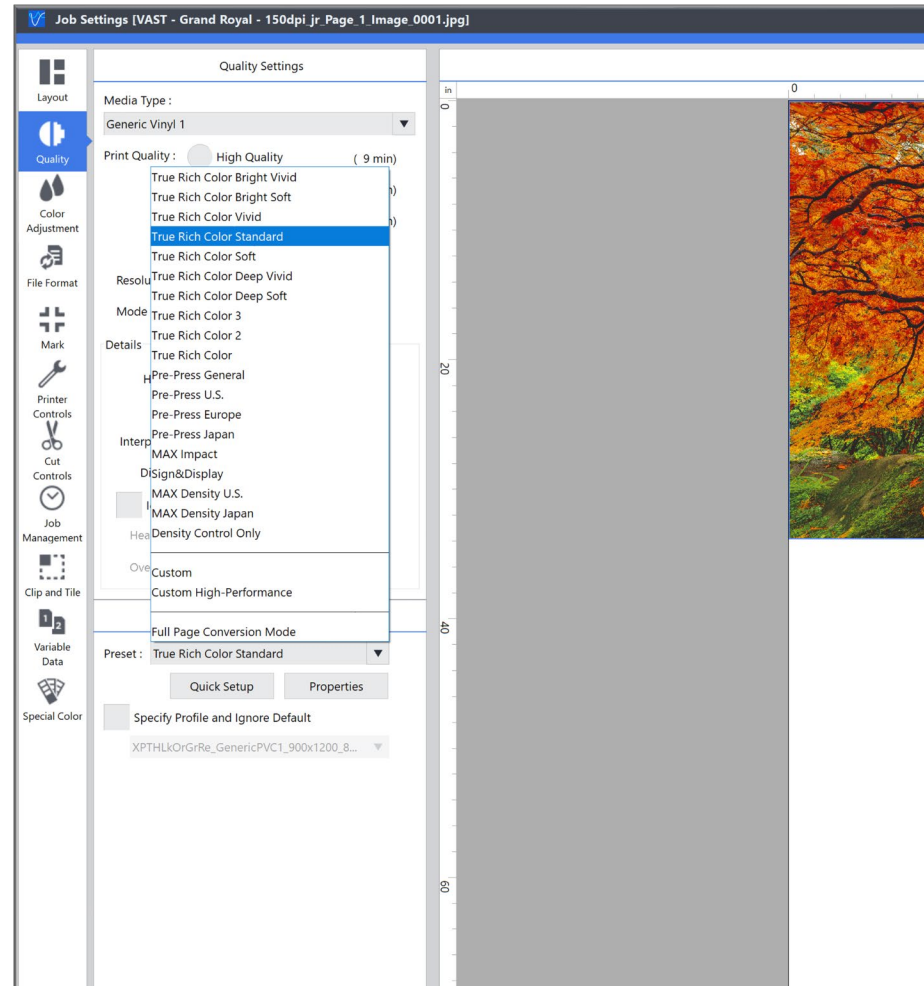 Job Settings [VAST - Grand Royal - 150dpi_jr_Page_1_Image_0001.jpg]
Layout
Quality
Color
Adjustment
File Format
Mark
Printer
Controls
Cut
Controls
Job
Management
Clip and Tile
Variable
Data
Special Color
Quality Settings
Media Type :
Generic Vinyl 1
Print Quality : High Quality ( 9 min)
True Rich Color Bright Vivid
True Rich Color Bright Soft
True Rich Color Vivid
True Rich Color Standard
True Rich Color Soft
True Rich Color Deep Vivid
True Rich Color Deep Soft
Mode True Rich Color 3
True Rich Color 2
Details True Rich Color
Pre-Press General
Pre-Press U.S.
Pre-Press Europe
Pre-Press Japan
MAX Impact
Sign&Display
MAX Density U.S.
MAX Density Japan
Density Control Only
Custom
Custom High-Performance
Full Page Conversion Mode
Preset : True Rich Color Standard
Quick Setup Properties
Specify Profile and Ignore Default
XPTHLkOrGrRe_GenericPVC1_900x1200_8...
in 0
0
20
40
60